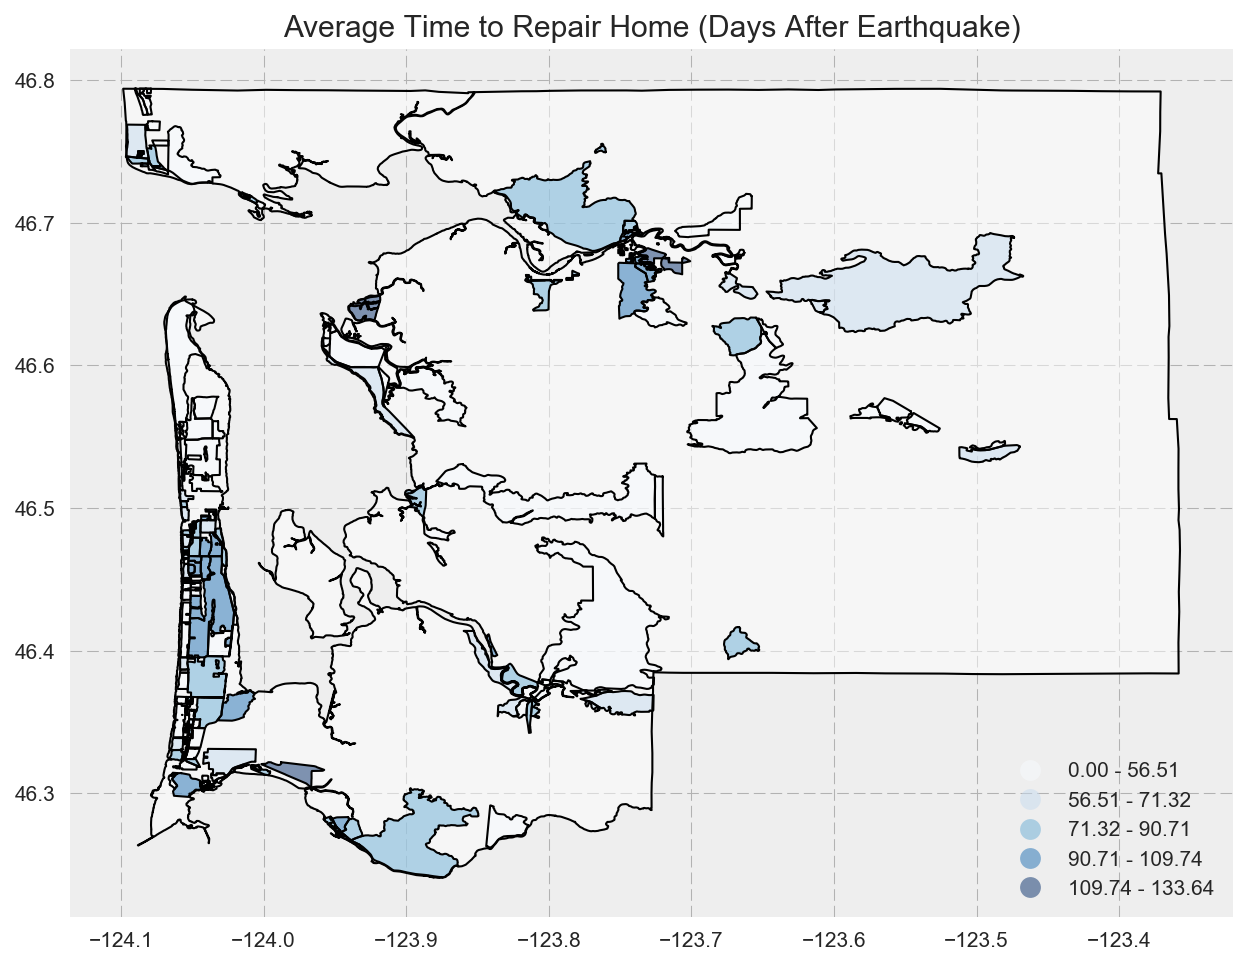 Average Time to Repair Home (Days After Earthquake)
46.8
46.7
46.6
46.5
46.4
46.3
0.00 - 56.51
56.51 - 71.32
71.32 - 90.71
90.71 - 109.74
109.74 - 133.64
−124.1 −124.0 −123.9 −123.8 −123.7 −123.6 −123.5 −123.4